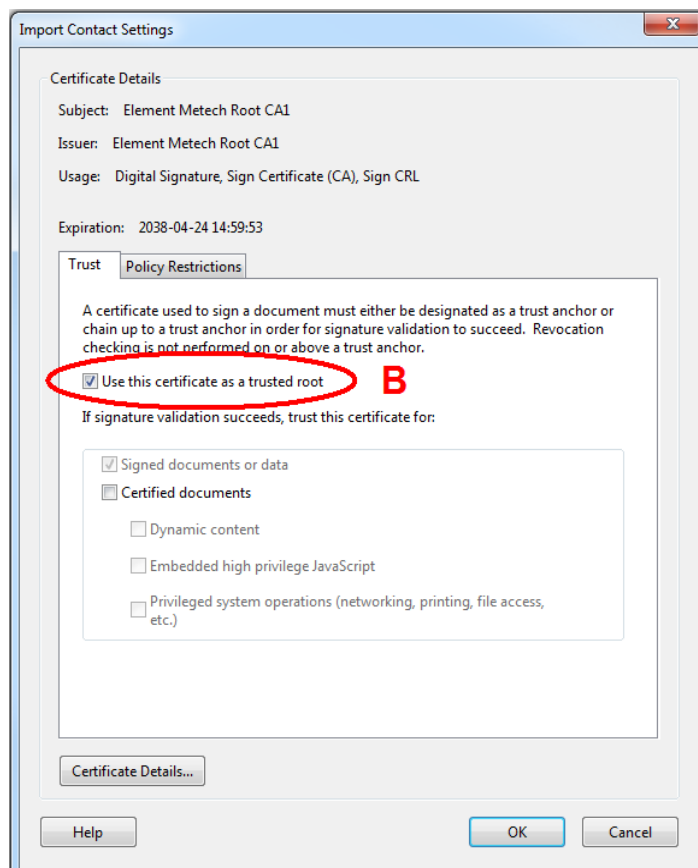 Import Contact Settings
Certificate Details
Subject: Element Metech Root CA1
Issuer: Element Metech Root CA1
Usage: Digital Signature, Sign Certificate (CA), Sign CRL
Expiration: 2038-04-24 14:59:53
Trust Policy Restrictions
A certificate used to sign a document must either be designated as a trust anchor or
chain up to a trust anchor in order for signature validation to succeed. Revocation
checking is not performed on or above a trust anchor.
Use this certificate as a trusted root B
If signature validation succeeds, trust this certificate for:
Signed documents or data
Certified documents
Dynamic content
Embedded high privilege JavaScript
Privileged system operations (networking, printing, file access,
etc.)
Certificate Details...
Help OK Cancel